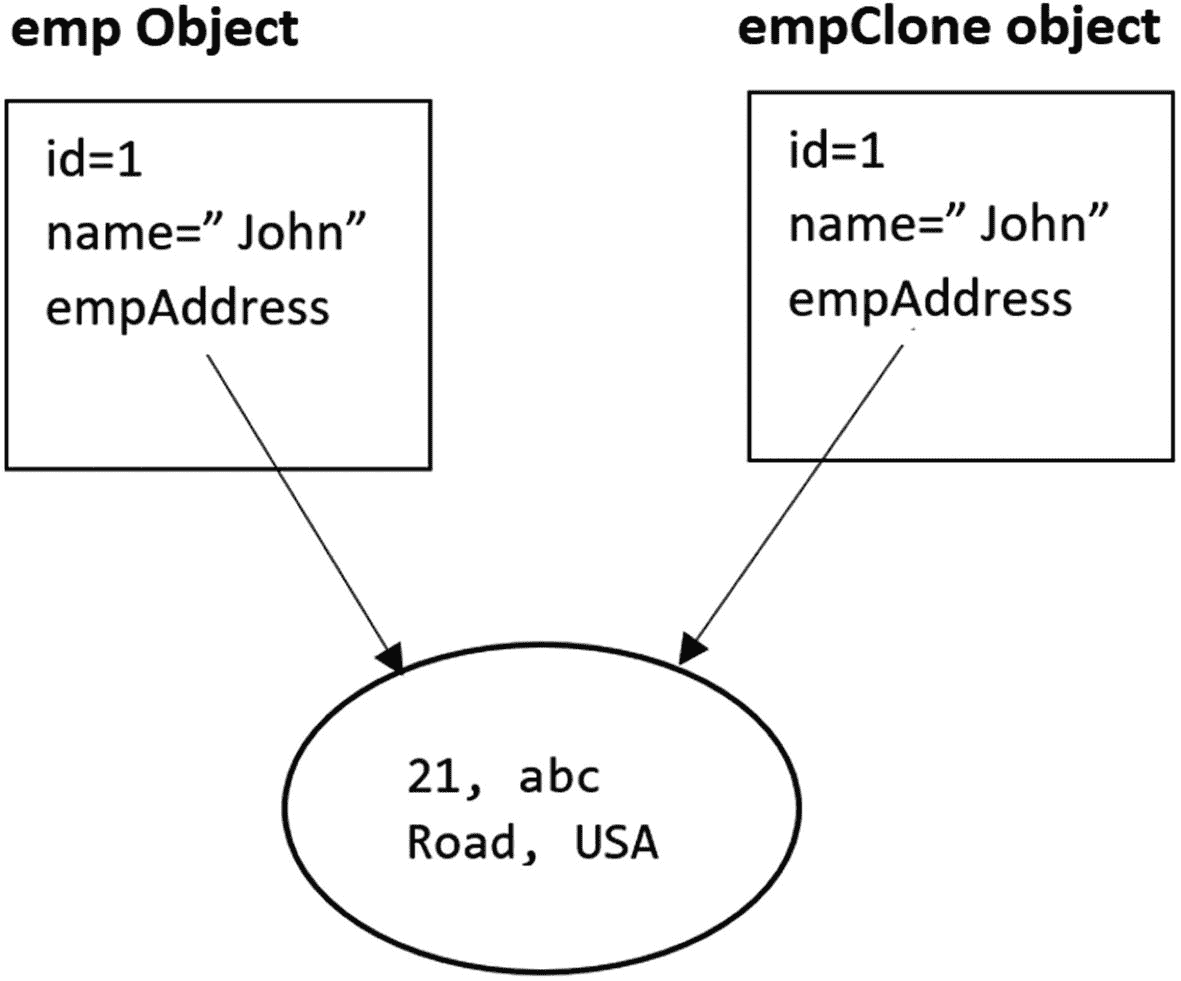 emp Object
id=1
name=” John”
empAddress
empClone object
id=1
name=” John”
empAddress
21, abc
Road, USA